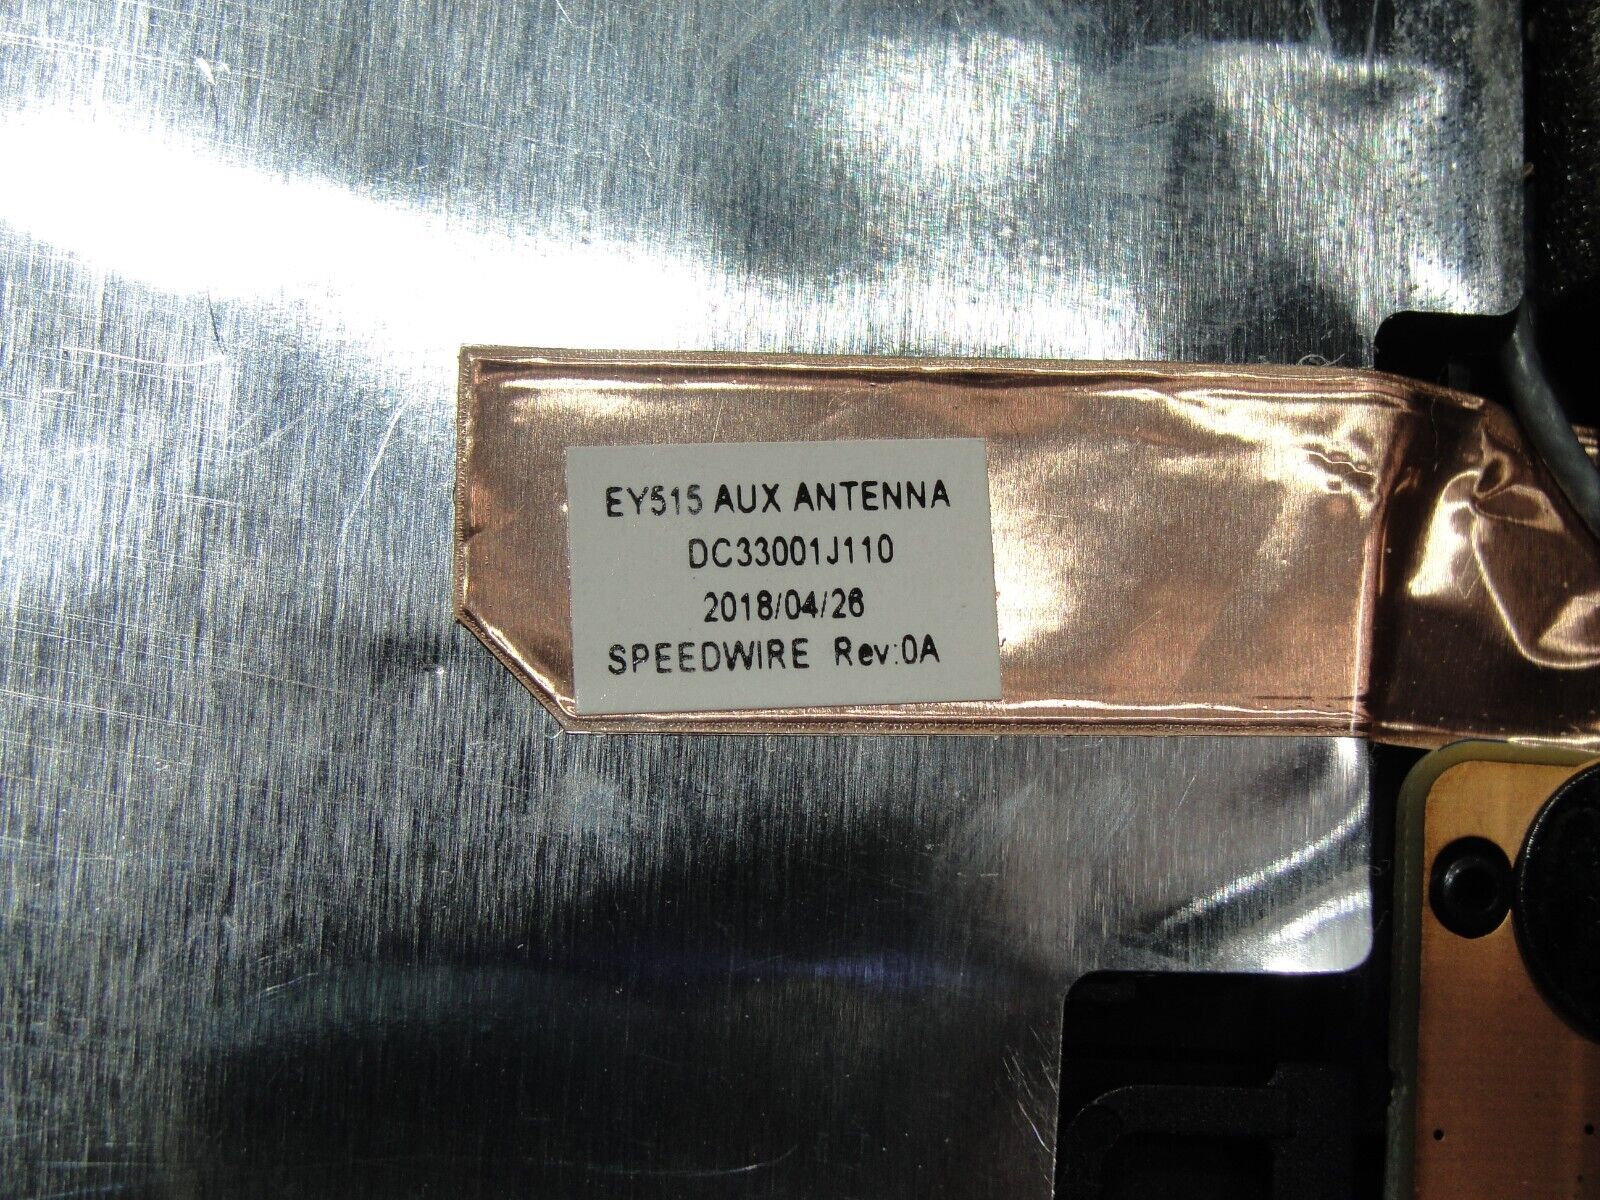 EY515 AUX ANTENNA
DC33001J110
2018/04/26
SPEEDWIRE Rev:0A